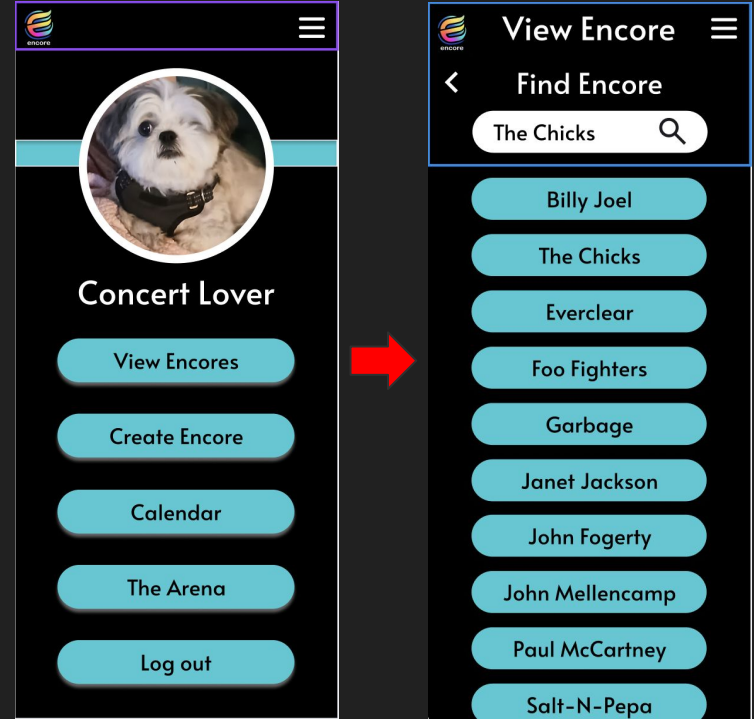 encore
Concert Lover
View Encores
Create Encore
Calendar
The Arena
Log out
encore
View Encore
Find Encore
The Chicks
Billy Joel
The Chicks
Everclear
Foo Fighters
Garbage
Janet Jackson
John Fogerty
John Mellencamp
Paul McCartney
Salt-N-Pepa